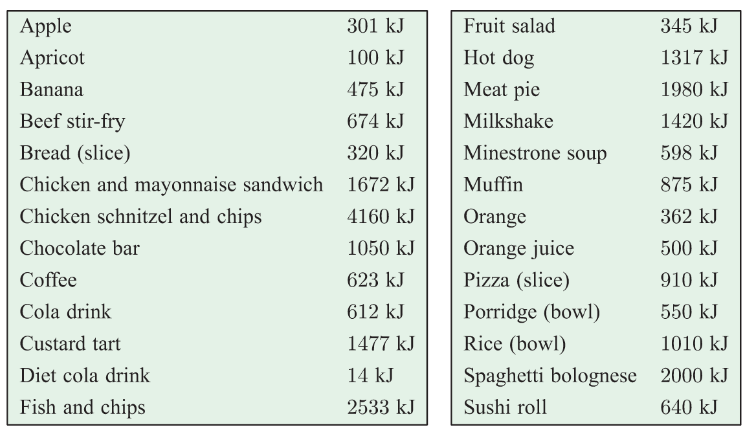 Apple 301 kJ
Apricot 100 kJ
Banana 475 kJ
Beef stir-fry 674 kJ
Bread (slice) 320 kJ
Chicken and mayonnaise sandwich 1672 kJ
Chicken schnitzel and chips 4160 kJ
Chocolate bar 1050 kJ
Coffee 623 kJ
Cola drink 612 kJ
Custard tart 1477 kJ
Diet cola drink 14 kJ
Fish and chips 2533 kJ
Fruit salad 345 kJ
Hot dog 1317 kJ
Meat pie 1980 kJ
Milkshake 1420 kJ
Minestrone soup 598 kJ
Muffin 875 kJ
Orange 362 kJ
Orange juice 500 kJ
Pizza (slice) 910 kJ
Porridge (bowl) 550 kJ
Rice (bowl) 1010 kJ
Spaghetti bolognese 2000 kJ
Sushi roll 640 kJ